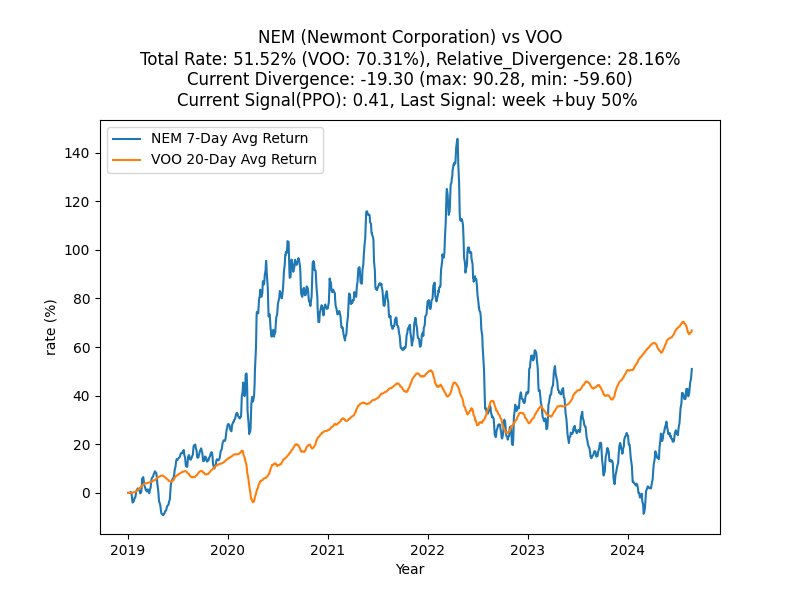 NEM (Newmont Corporation) vs VOO
Total Rate: 51.52% (VOO: 70.31%), Relative_Divergence: 28.16%
Current Divergence: -19.30 (max: 90.28, min: -59.60)
Current Signal(PPO): 0.41, Last Signal: week +buy 50%
NEM 7-Day Avg Return
VOO 20-Day Avg Return
140
120
100
80
60
40
20
0
rate (%)
2019
2020
2021
2022
2023
2024
Year